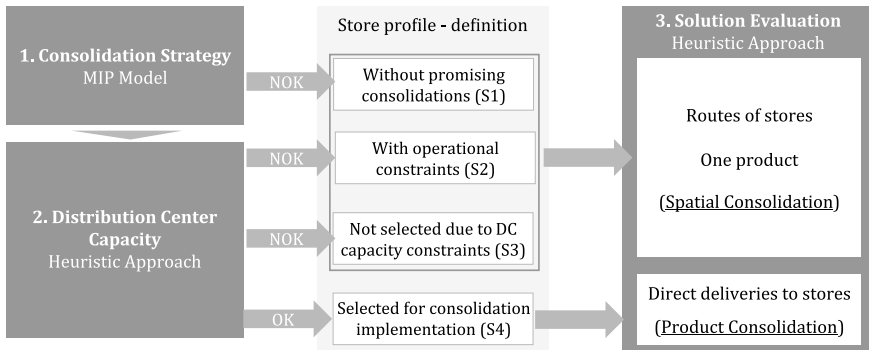 1. Consolidation Strategy
MIP Model
2. Distribution Center
Capacity
Heuristic Approach
NOK
NOK
NOK
OK
Store profile - definition
Without promising
consolidations (S1)
With operational
constraints (S2)
Not selected due to DC
capacity constraints (S3)
Selected for consolidation
implementation (S4)
3. Solution Evaluation
Heuristic Approach
Routes of stores
One product
(Spatial Consolidation)
Direct deliveries to stores
(Product Consolidation)